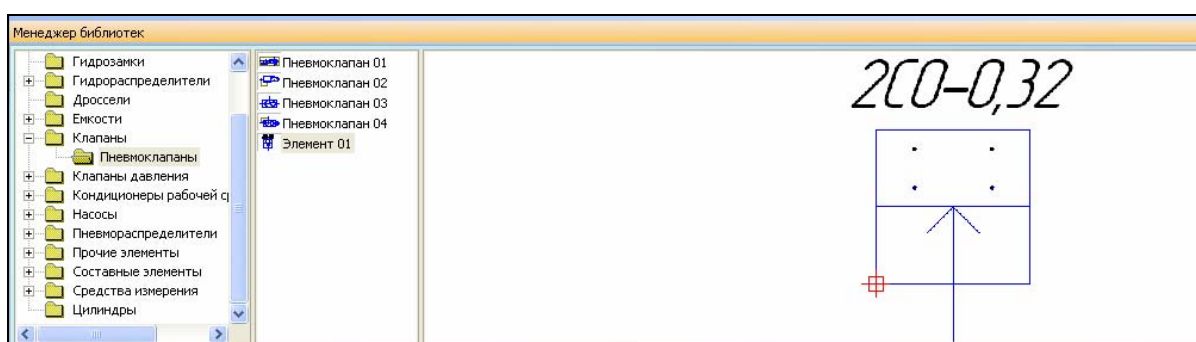 Менеджер библиотек
Гидрозамки
Гидрораспределители
Дроссели
Емкости
Клапаны
Пневмоклапаны
Клапаны давления
Кондиционеры рабочей с
Насосы
Пневмораспределители
Прочие элементы
Составные элементы
Средства измерения
Цилиндры
Пневмоклапан 01
Пневмоклапан 02
Пневмоклапан 03
Пневмоклапан 04
Элемент 01
2С0-0,32